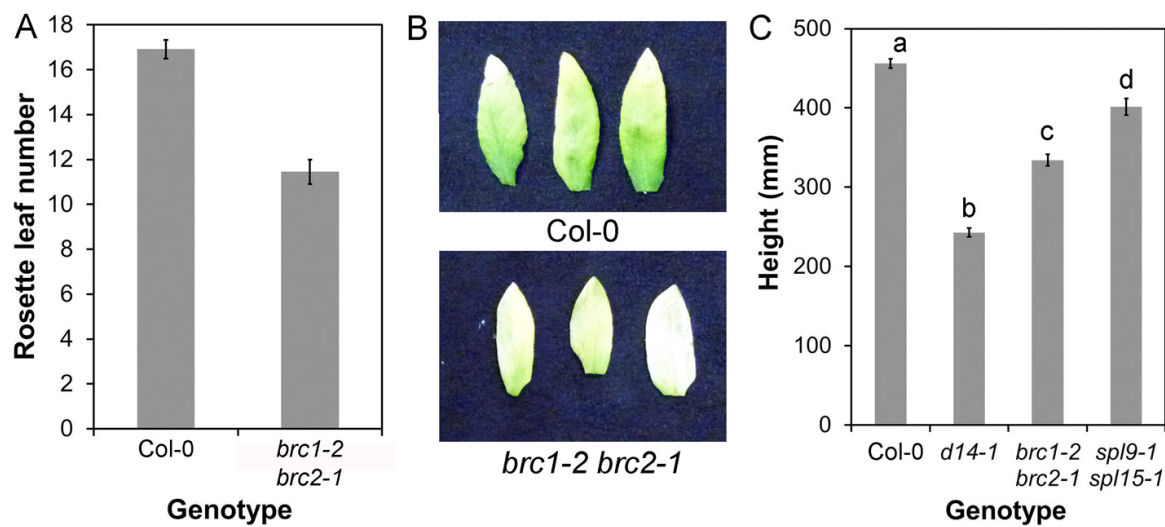 A
18
16
14
12
10
8
6
4
2
0
Rosette leaf number
Col-0
brc1-2
brc2-1
Genotype
B
Col-0
brc1-2 brc2-1
C
500
400
300
200
100
0
Height (mm)
a
b
c
d
Col-0
d14-1
brc1-2
brc2-1
spl9-1
spl15-1
Genotype